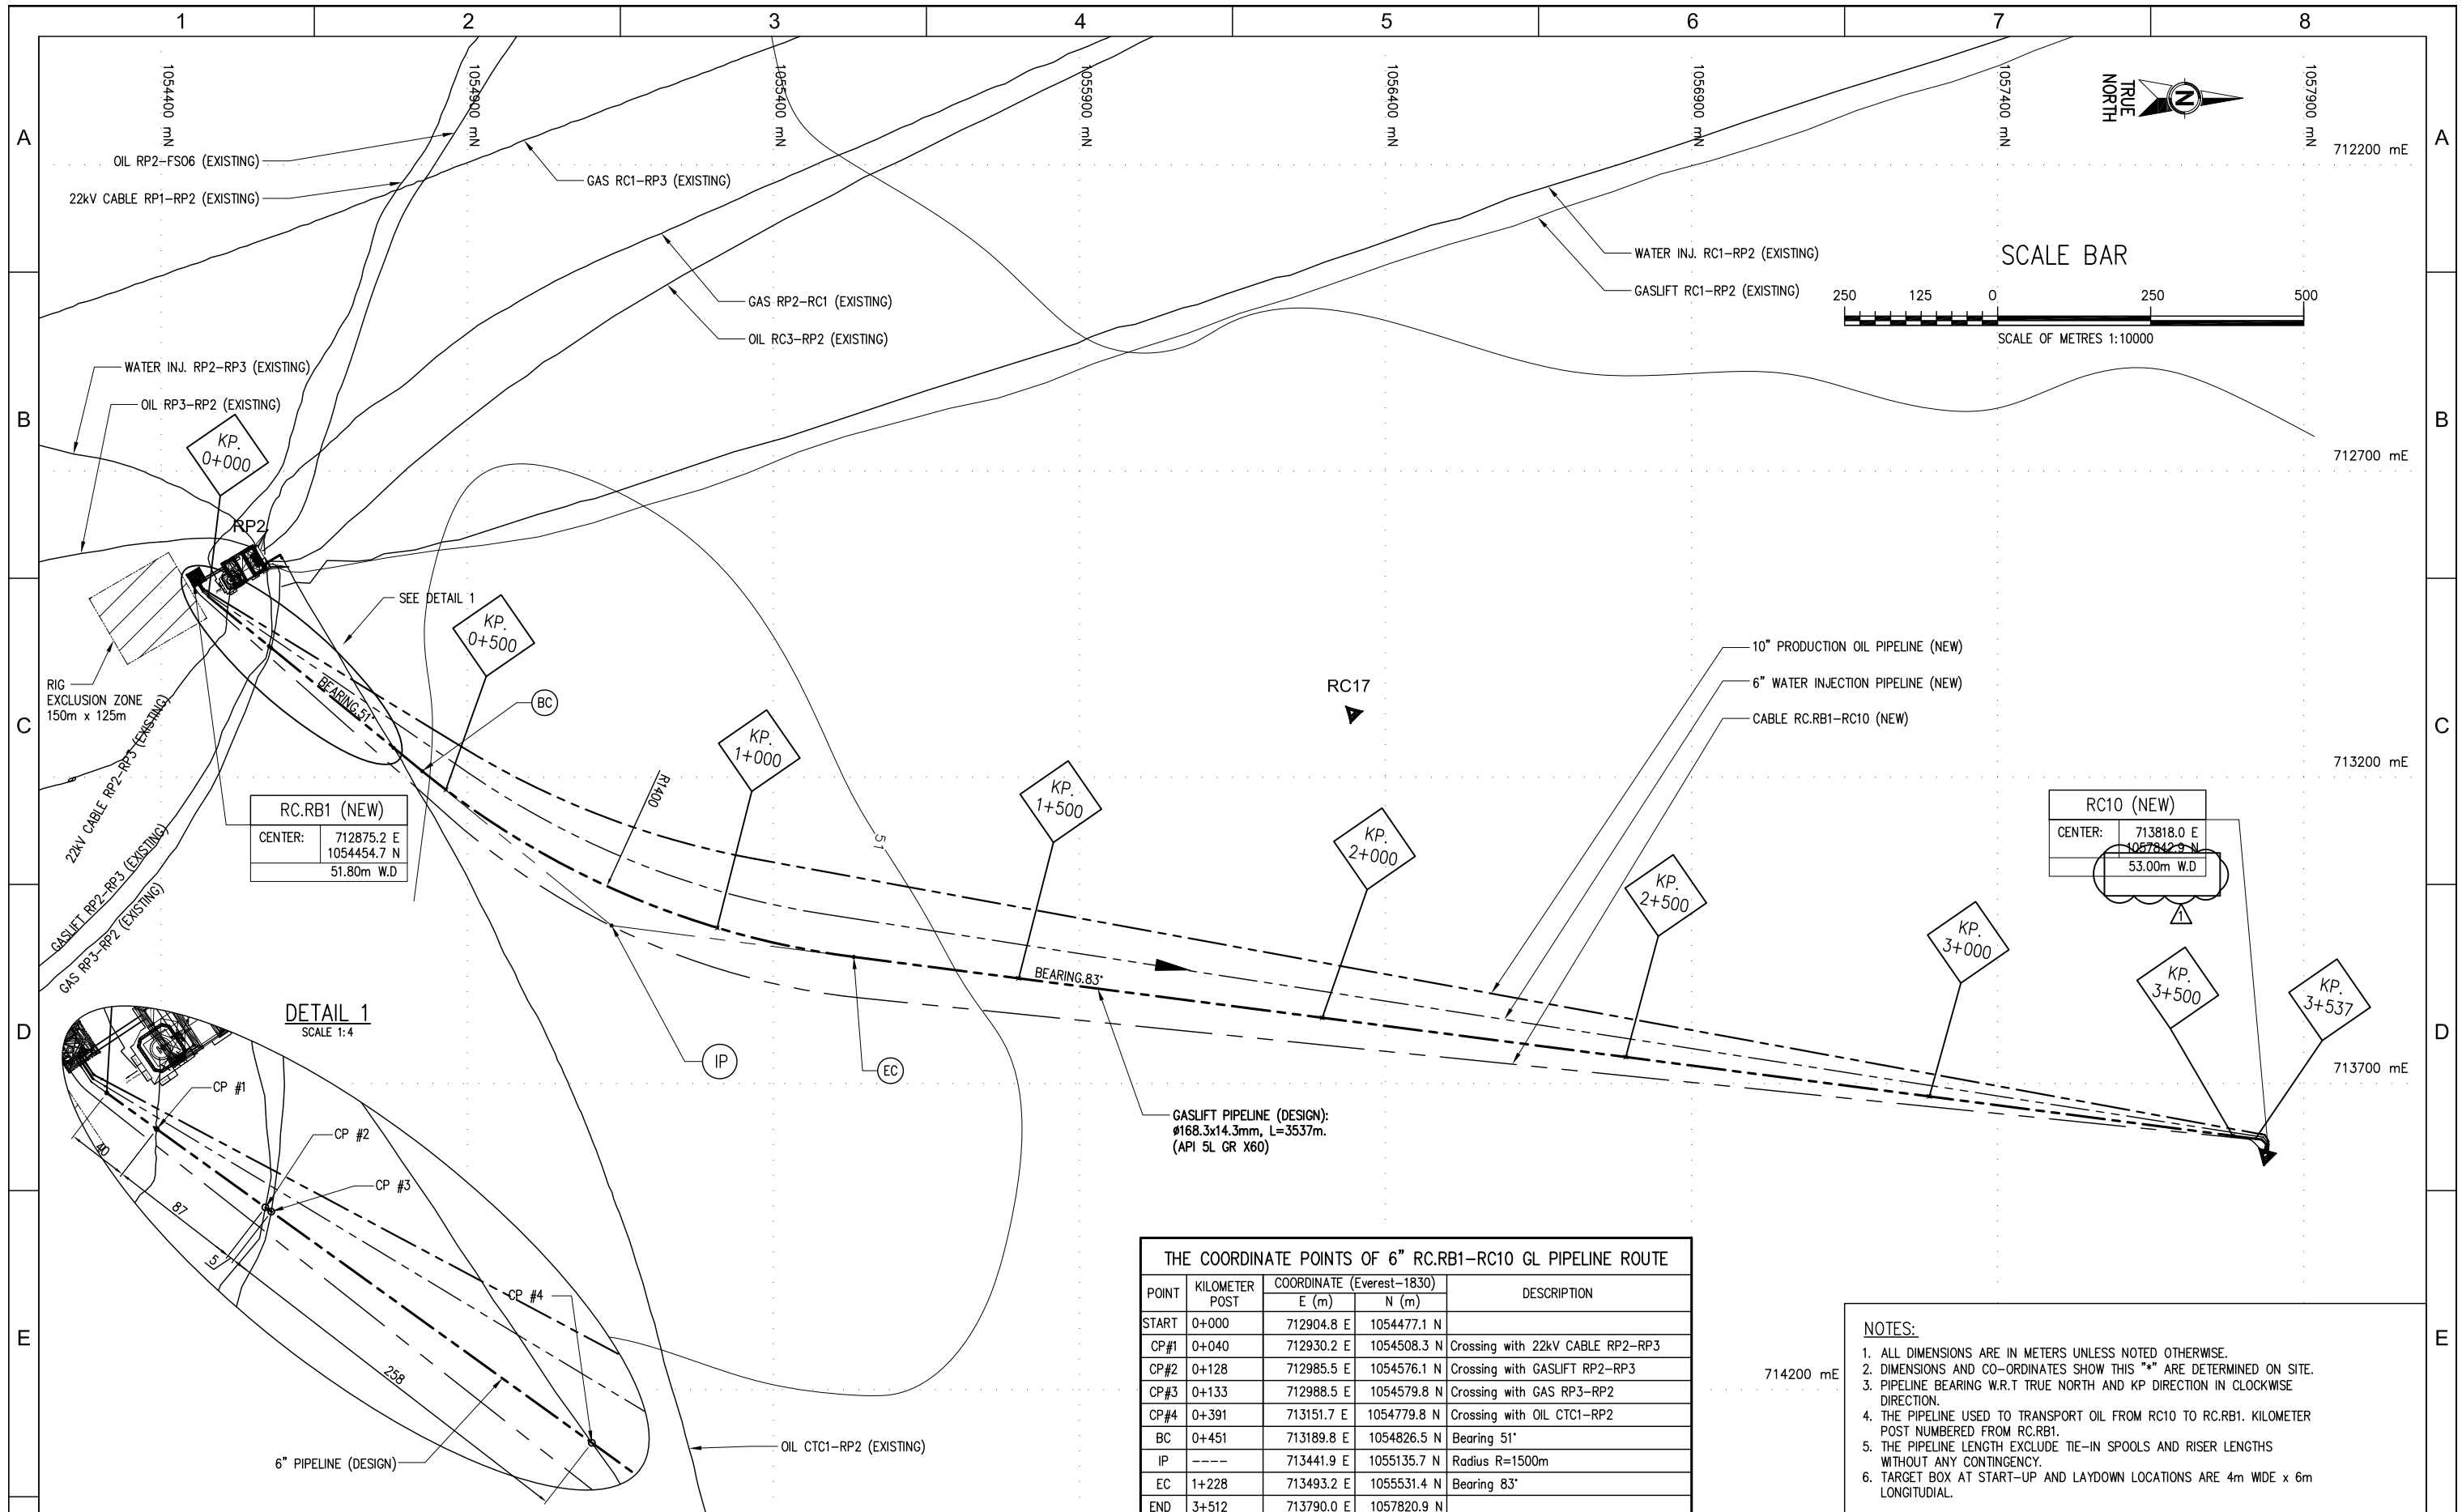 1 2 3 4 5 6 7 8
A
B
C
D
E
A
B
C
D
E
1054400 mN
1054900 mN
1055400 mN
1055900 mN
1056400 mN
1056900 mN
1057400 mN
1057900 mN
TRUE
NORTH
N
712200 mE
712700 mE
713200 mE
713700 mE
714200 mE
OIL RP2-FSO6 (EXISTING)
22kV CABLE RP1-RP2 (EXISTING)
GAS RC1-RP3 (EXISTING)
GAS RP2-RC1 (EXISTING)
OIL RC3-RP2 (EXISTING)
WATER INJ. RC1-RP2 (EXISTING)
GASLIFT RC1-RP2 (EXISTING)
SCALE BAR
250 125 0 250 500
SCALE OF METRES 1:10000
WATER INJ. RP2-RP3 (EXISTING)
OIL RP3-RP2 (EXISTING)
KP.
0+000
RP2
SEE DETAIL 1
KP.
0+500
BC
BEARING.51°
RIG
EXCLUSION ZONE
150m x 125m
22kV CABLE RP2-RP3 (EXISTING)
GASLIFT RP2-RP3 (EXISTING)
GAS RP3-RP2 (EXISTING)
RC.RB1 (NEW)
CENTER: 712875.2 E
1054454.7 N
51.80m W.D
KP.
1+000
R1400
51
KP.
1+500
RC17
KP.
2+000
10" PRODUCTION OIL PIPELINE (NEW)
6" WATER INJECTION PIPELINE (NEW)
CABLE RC.RB1-RC10 (NEW)
KP.
2+500
KP.
3+000
RC10 (NEW)
CENTER: 713818.0 E
1057842.9 N
53.00m W.D
1
KP.
3+500
KP.
3+537
BEARING.83°
IP
EC
GASLIFT PIPELINE (DESIGN):
ø168.3x14.3mm, L=3537m.
(API 5L GR X60)
DETAIL 1
SCALE 1:4
CP #1
CP #2
CP #3
CP #4
40
87
5
258
6" PIPELINE (DESIGN)
OIL CTC1-RP2 (EXISTING)
THE COORDINATE POINTS OF 6" RC.RB1-RC10 GL PIPELINE ROUTE
POINT KILOMETER POST COORDINATE (Everest-1830) E (m) N (m) DESCRIPTION
START 0+000 712904.8 E 1054477.1 N
CP#1 0+040 712930.2 E 1054508.3 N Crossing with 22kV CABLE RP2-RP3
CP#2 0+128 712985.5 E 1054576.1 N Crossing with GASLIFT RP2-RP3
CP#3 0+133 712988.5 E 1054579.8 N Crossing with GAS RP3-RP2
CP#4 0+391 713151.7 E 1054779.8 N Crossing with OIL CTC1-RP2
BC 0+451 713189.8 E 1054826.5 N Bearing 51°
IP ---- 713441.9 E 1055135.7 N Radius R=1500m
EC 1+228 713493.2 E 1055531.4 N Bearing 83°
END 3+512 713790.0 E 1057820.9 N
NOTES:
1. ALL DIMENSIONS ARE IN METERS UNLESS NOTED OTHERWISE.
2. DIMENSIONS AND CO-ORDINATES SHOW THIS "*" ARE DETERMINED ON SITE.
3. PIPELINE BEARING W.R.T TRUE NORTH AND KP DIRECTION IN CLOCKWISE
DIRECTION.
4. THE PIPELINE USED TO TRANSPORT OIL FROM RC10 TO RC.RB1. KILOMETER
POST NUMBERED FROM RC.RB1.
5. THE PIPELINE LENGTH EXCLUDE TIE-IN SPOOLS AND RISER LENGTHS
WITHOUT ANY CONTINGENCY.
6. TARGET BOX AT START-UP AND LAYDOWN LOCATIONS ARE 4m WIDE x 6m
LONGITUDIAL.